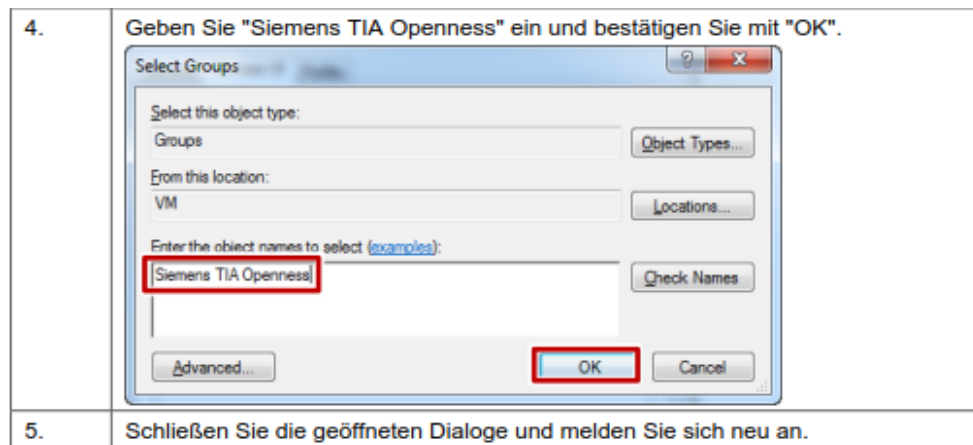 4.
Geben Sie "Siemens TIA Openness" ein und bestätigen Sie mit "OK".
Select Groups
Select this object type:
Groups
Object Types...
From this location:
VM
Locations...
Enter the object names to select (examples):
Siemens TIA Openness
Check Names
Advanced...
OK
Cancel
5.
Schließen Sie die geöffneten Dialoge und melden Sie sich neu an.